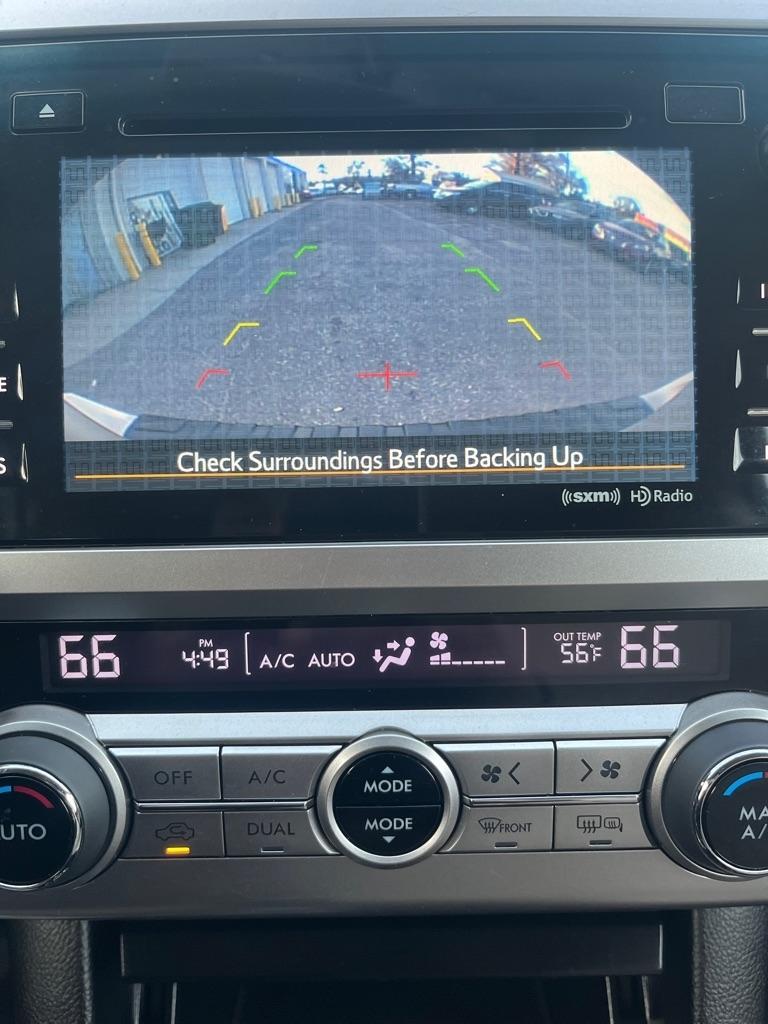 Check Surroundings Before Backing Up
((sxm)) HD Radio
66 PM 4:49 A/C AUTO OUT TEMP 56°F 66
OFF A/C MODE
DUAL MODE FRONT
AUTO
MA
A/